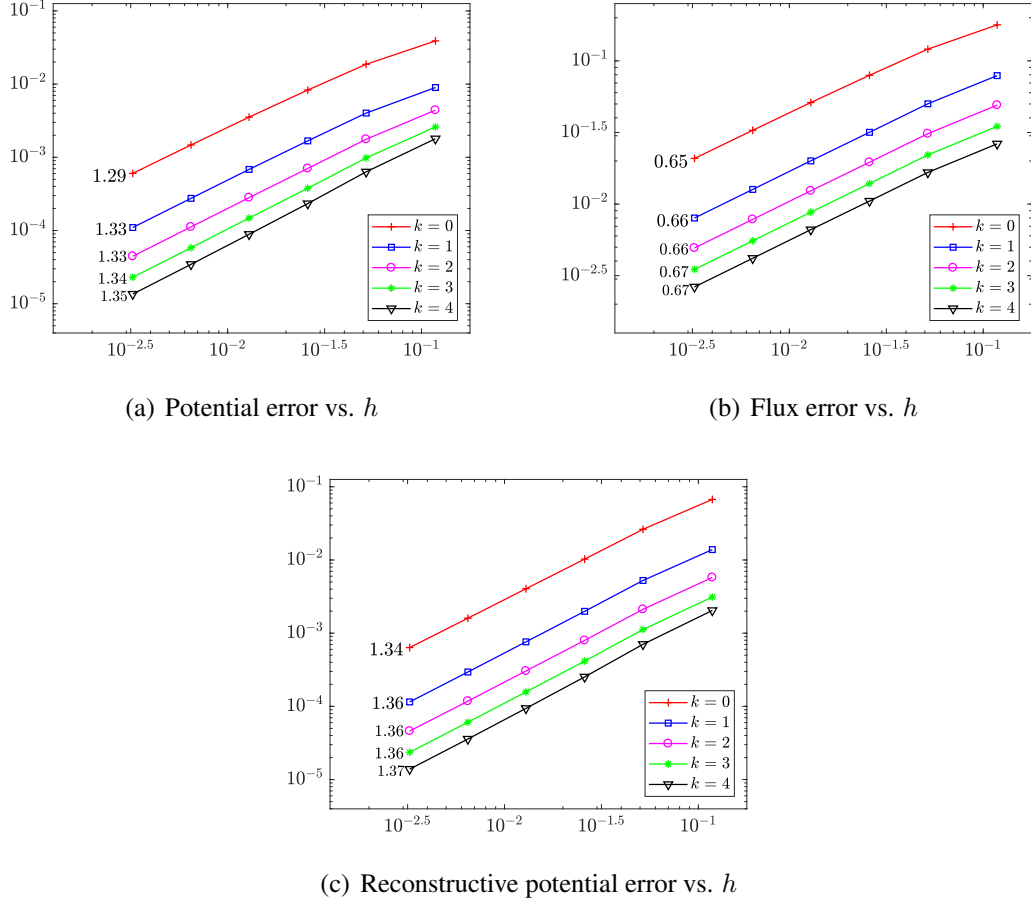 10^{-1}
10^{-2}
10^{-3}
10^{-4}
10^{-5}
1.29
1.33
1.33
1.34
1.35
k = 0
k = 1
k = 2
k = 3
k = 4
10^{-2.5} 10^{-2} 10^{-1.5} 10^{-1}
(a) Potential error vs. h
10^{-1}
10^{-1.5}
10^{-2}
10^{-2.5}
0.65
0.66
0.66
0.67
0.67
k = 0
k = 1
k = 2
k = 3
k = 4
10^{-2.5} 10^{-2} 10^{-1.5} 10^{-1}
(b) Flux error vs. h
10^{-1}
10^{-2}
10^{-3}
10^{-4}
10^{-5}
1.34
1.36
1.36
1.36
1.37
k = 0
k = 1
k = 2
k = 3
k = 4
10^{-2.5} 10^{-2} 10^{-1.5} 10^{-1}
(c) Reconstructive potential error vs. h